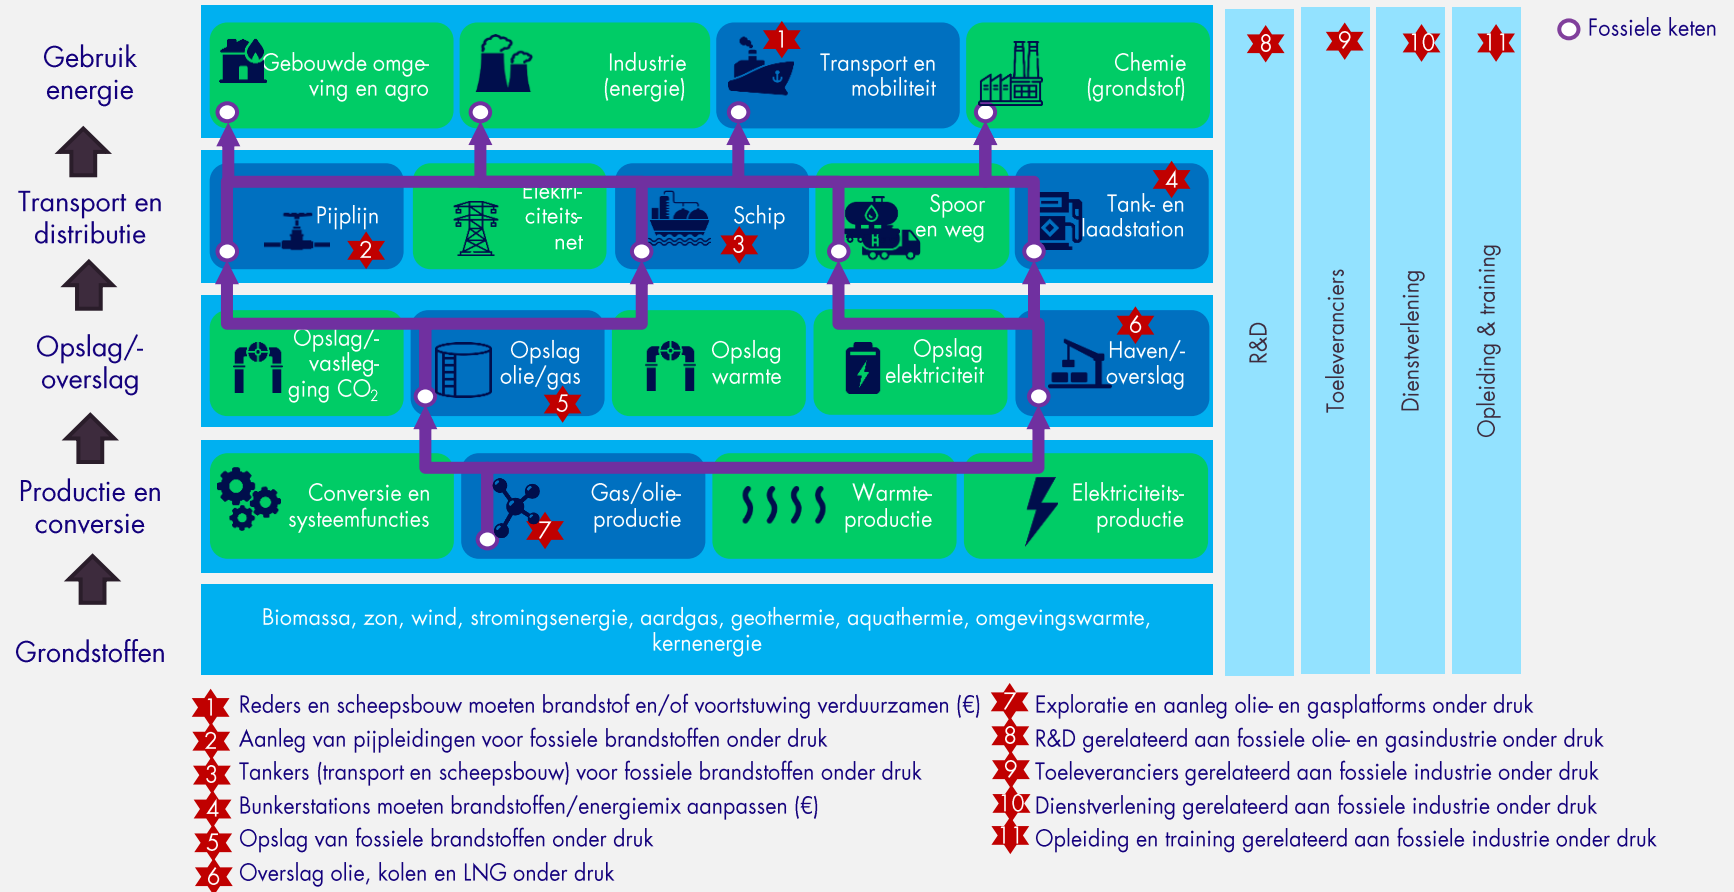 Fossiele keten
Gebruik
energie
Gebouwde omge-
ving en agro
Industrie
(energie)
1
Transport en
mobiliteit
Chemie
(grondstof)
8
9
10
11
Transport en
distributie
Pijplijn
2
Elektri-
citeits-
net
Schip
3
Spoor
en weg
4
Tank- en
laadstation
Opslag/-
overslag
Opslag/-
vastleg-
ging CO₂
Opslag
olie/gas
5
Opslag
warmte
Opslag
elektriciteit
6
Haven/-
overslag
Productie en
conversie
Conversie en
systeemfuncties
7
Gas/olie-
productie
Warmte-
productie
Elektriciteits-
productie
Grondstoffen
Biomassa, zon, wind, stromingsenergie, aardgas, geothermie, aquathermie, omgevingswarmte,
kernenergie
R&D
Toeleveranciers
Dienstverlening
Opleiding & training
1 Reders en scheepsbouw moeten brandstof en/of voortstuwing verduurzamen (€)
2 Aanleg van pijpleidingen voor fossiele brandstoffen onder druk
3 Tankers (transport en scheepsbouw) voor fossiele brandstoffen onder druk
4 Bunkerstations moeten brandstoffen/energiemix aanpassen (€)
5 Opslag van fossiele brandstoffen onder druk
6 Overslag olie, kolen en LNG onder druk
7 Exploratie en aanleg olie- en gasplatforms onder druk
8 R&D gerelateerd aan fossiele olie- en gasindustrie onder druk
9 Toeleveranciers gerelateerd aan fossiele industrie onder druk
10 Dienstverlening gerelateerd aan fossiele industrie onder druk
11 Opleiding en training gerelateerd aan fossiele industrie onder druk